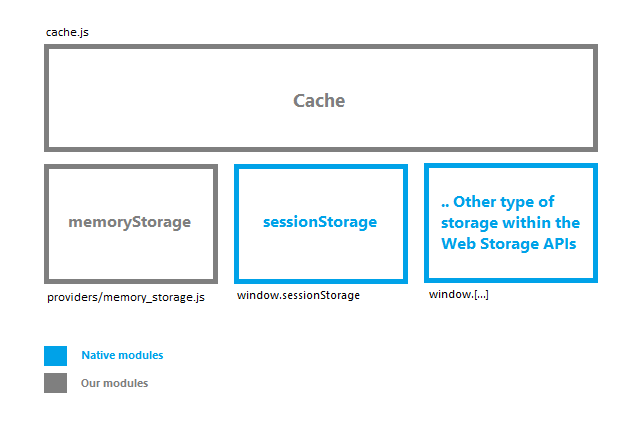 cache.js
Cache
memoryStorage
sessionStorage
.. Other type of
storage within the
Web Storage APIs
providers/memory_storage.js
window.sessionStorage
window.[...]
Native modules
Our modules